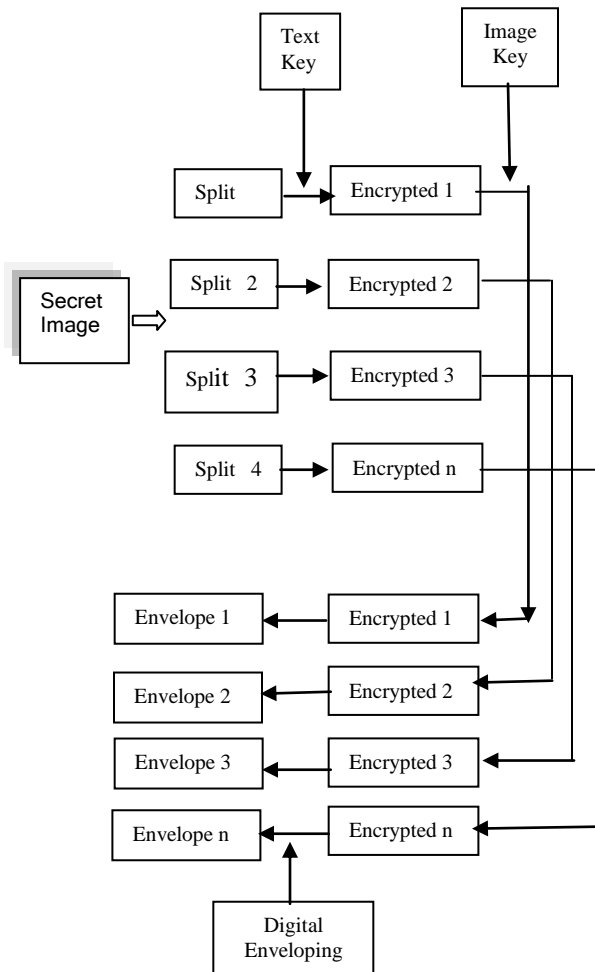 Text
Key
Image
Key
Split
Encrypted 1
Split 2
Encrypted 2
Secret
Image
Split 3
Encrypted 3
Split 4
Encrypted n
Envelope 1
Encrypted 1
Envelope 2
Encrypted 2
Envelope 3
Encrypted 3
Envelope n
Encrypted n
Digital
Enveloping